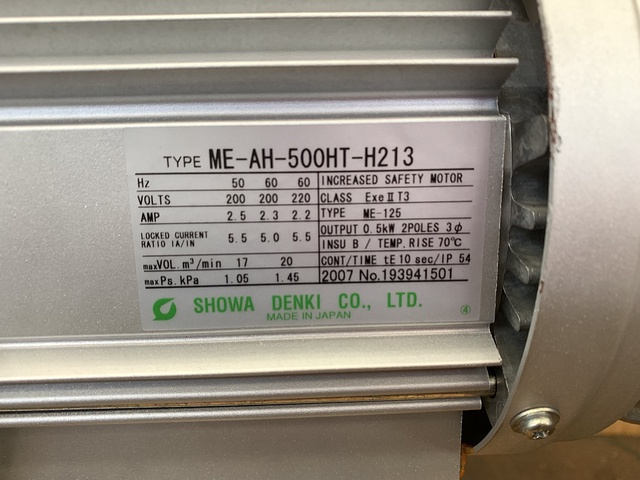 TYPE ME-AH-500HT-H213
Hz 50 60 60 INCREASED SAFETY MOTOR
VOLTS 200 200 220 CLASS ExeⅡT3
AMP 2.5 2.3 2.2 TYPE ME-125
LOCKED CURRENT RATIO IA/IN 5.5 5.0 5.5 OUTPUT 0.5kW 2POLES 3φ
INSU B / TEMP. RISE 70℃
maxVOL. m³/min 17 20 CONT/TIME tE 10 sec/IP 54
maxPs. kPa 1.05 1.45 2007 No.193941501
SHOWA DENKI CO., LTD.
MADE IN JAPAN
④